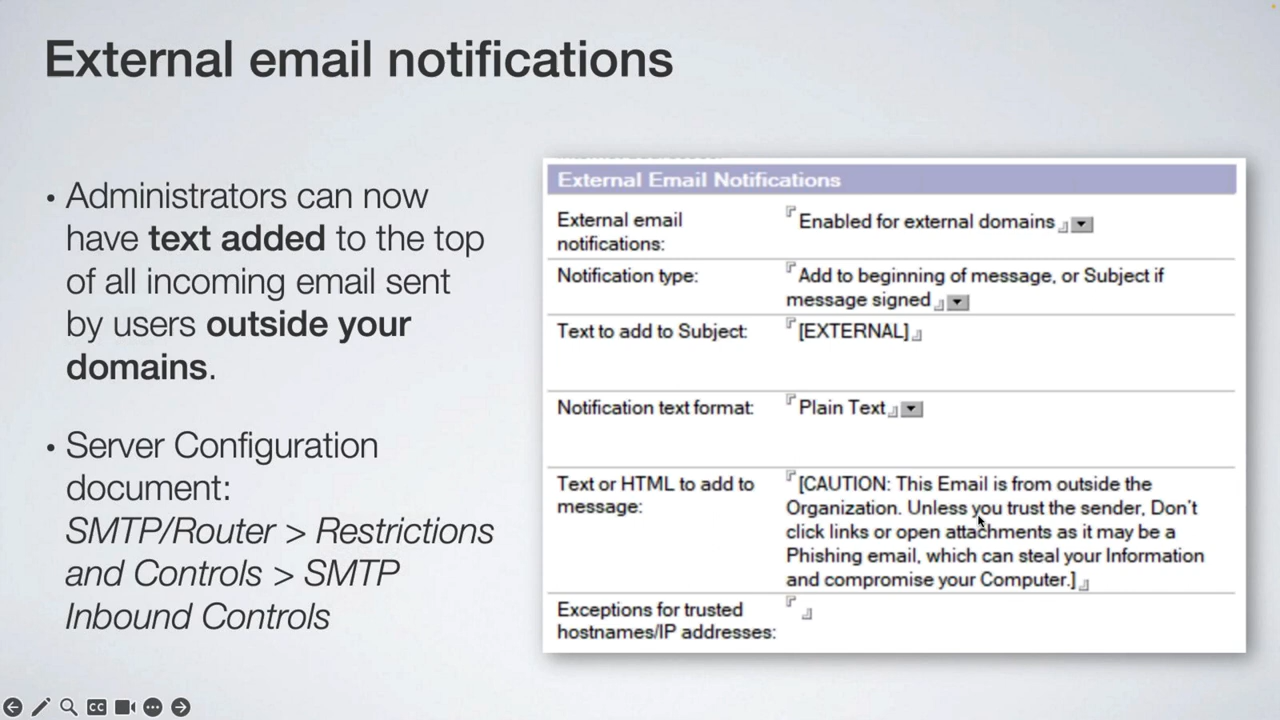 External email notifications
• Administrators can now
have text added to the top
of all incoming email sent
by users outside your
domains.
• Server Configuration
document:
SMTP/Router > Restrictions
and Controls > SMTP
Inbound Controls
External Email Notifications
External email
notifications:
Enabled for external domains
Notification type:
Add to beginning of message, or Subject if
message signed
Text to add to Subject:
[EXTERNAL]
Notification text format:
Plain Text
Text or HTML to add to
message:
[CAUTION: This Email is from outside the
Organization. Unless you trust the sender, Don't
click links or open attachments as it may be a
Phishing email, which can steal your Information
and compromise your Computer.]
Exceptions for trusted
hostnames/IP addresses:
CC